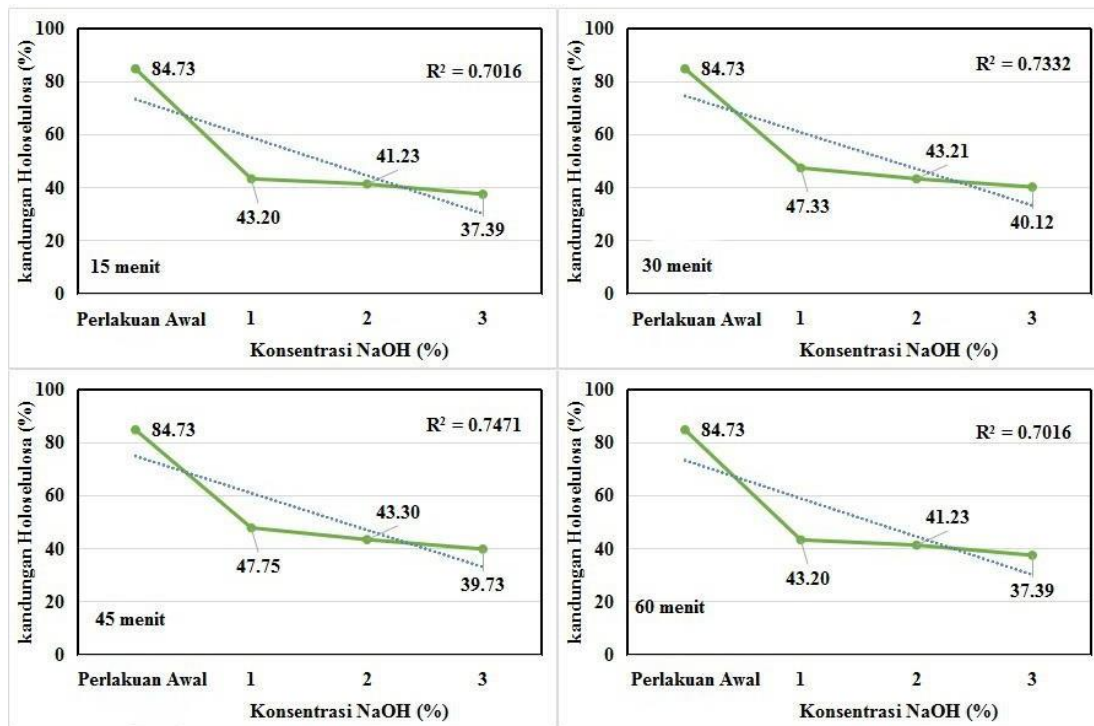 kandungan Holoselulosa (%)
100
80
60
40
20
0
84.73
43.20
41.23
37.39
R² = 0.7016
15 menit
Perlakuan Awal 1 2 3
Konsentrasi NaOH (%)
kandungan Holoselulosa (%)
100
80
60
40
20
0
84.73
47.33
43.21
40.12
R² = 0.7332
30 menit
Perlakuan Awal 1 2 3
Konsentrasi NaOH (%)
kandungan Holoselulosa (%)
100
80
60
40
20
0
84.73
47.75
43.30
39.73
R² = 0.7471
45 menit
Perlakuan Awal 1 2 3
Konsentrasi NaOH (%)
kandungan Holoselulosa (%)
100
80
60
40
20
0
84.73
43.20
41.23
37.39
R² = 0.7016
60 menit
Perlakuan Awal 1 2 3
Konsentrasi NaOH (%)